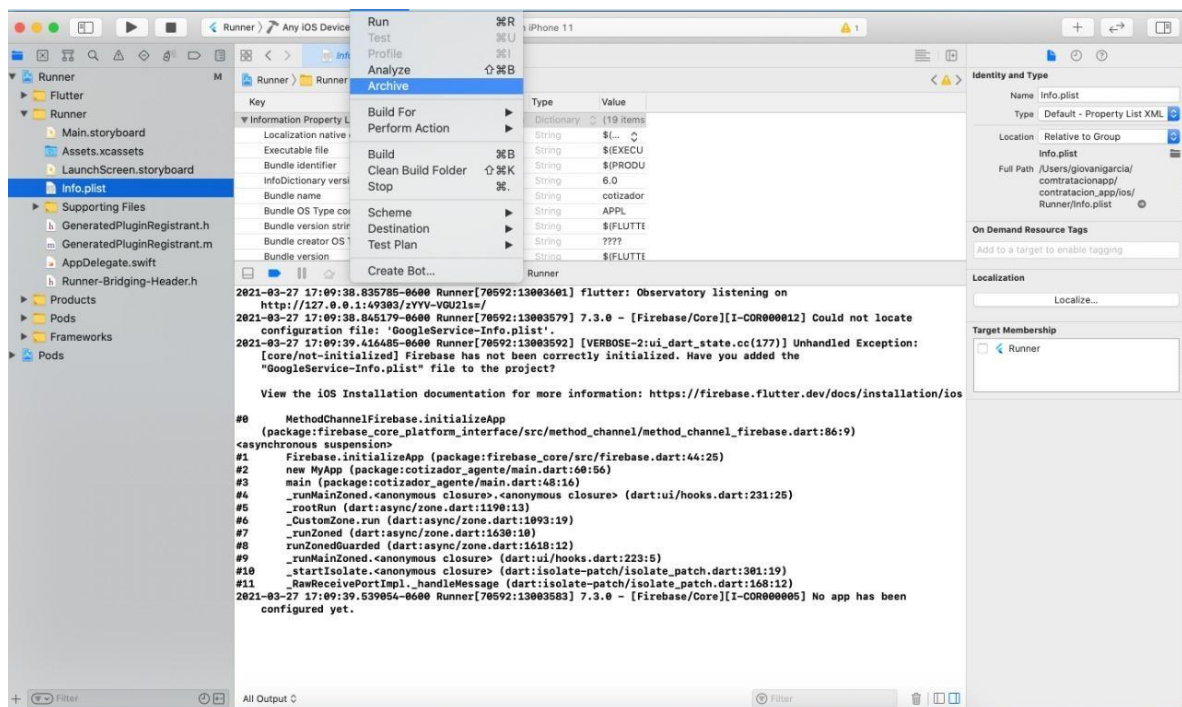 Runner
Any iOS Device
iPhone 11
1
Run ⌘R
Test ⌘U
Profile ⌘I
Analyze ⇧⌘B
Archive
Build For
Perform Action
Build ⌘B
Clean Build Folder ⇧⌘K
Stop ⌘.
Scheme
Destination
Test Plan
Create Bot...
Runner M
Flutter
Runner
Main.storyboard
Assets.xcassets
LaunchScreen.storyboard
Info.plist
Supporting Files
GeneratedPluginRegistrant.h
GeneratedPluginRegistrant.m
AppDelegate.swift
Runner-Bridging-Header.h
Products
Pods
Frameworks
Pods
Filter
Runner
Runner
Key Type Value
Information Property L Dictionary (19 items
Localization native String $(...
Executable file String $(EXECU
Bundle identifier String $(PRODU
InfoDictionary versi String 6.0
Bundle name String cotizador
Bundle OS Type co String APPL
Bundle version strin String $(FLUTTE
Bundle creator OS String ????
Bundle version String $(FLUTTE
Runner
2021-03-27 17:09:38.835785-0600 Runner[70592:13003601] flutter: Observatory listening on
http://127.0.0.1:49303/zYYV-VGU2ls=/
2021-03-27 17:09:38.845179-0600 Runner[70592:13003579] 7.3.0 - [Firebase/Core][I-COR000012] Could not locate
configuration file: 'GoogleService-Info.plist'.
2021-03-27 17:09:39.416485-0600 Runner[70592:13003592] [VERBOSE-2:ui_dart_state.cc(177)] Unhandled Exception:
[core/not-initialized] Firebase has not been correctly initialized. Have you added the
"GoogleService-Info.plist" file to the project?
View the iOS Installation documentation for more information: https://firebase.flutter.dev/docs/installation/ios
#0 MethodChannelFirebase.initializeApp
(package:firebase_core_platform_interface/src/method_channel/method_channel_firebase.dart:86:9)
<asynchronous suspension>
#1 Firebase.initializeApp (package:firebase_core/src/firebase.dart:44:25)
#2 new MyApp (package:cotizador_agente/main.dart:60:56)
#3 main (package:cotizador_agente/main.dart:48:16)
#4 _runMainZoned.<anonymous closure>.<anonymous closure> (dart:ui/hooks.dart:231:25)
#5 _rootRun (dart:async/zone.dart:1190:13)
#6 _CustomZone.run (dart:async/zone.dart:1093:19)
#7 _runZoned (dart:async/zone.dart:1630:10)
#8 runZonedGuarded (dart:async/zone.dart:1618:12)
#9 _runMainZoned.<anonymous closure> (dart:ui/hooks.dart:223:5)
#10 _startIsolate.<anonymous closure> (dart:isolate-patch/isolate_patch.dart:301:19)
#11 _RawReceivePortImpl._handleMessage (dart:isolate-patch/isolate_patch.dart:168:12)
2021-03-27 17:09:39.539054-0600 Runner[70592:13003583] 7.3.0 - [Firebase/Core][I-COR000005] No app has been
configured yet.
All Output
Filter
Identity and Type
Name Info.plist
Type Default - Property List XML
Location Relative to Group
Info.plist
Full Path /Users/giovanigarcia/
comtratacionapp/
contratacion_app/ios/
Runner/Info.plist
On Demand Resource Tags
Add to a target to enable tagging
Localization
Localize...
Target Membership
Runner